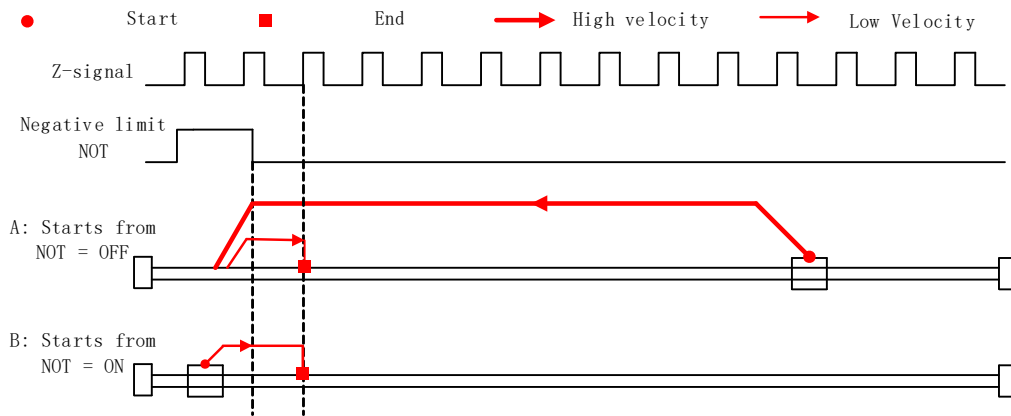 Start End High velocity Low Velocity
Z-signal
Negative limit
NOT
A: Starts from
NOT = OFF
B: Starts from
NOT = ON